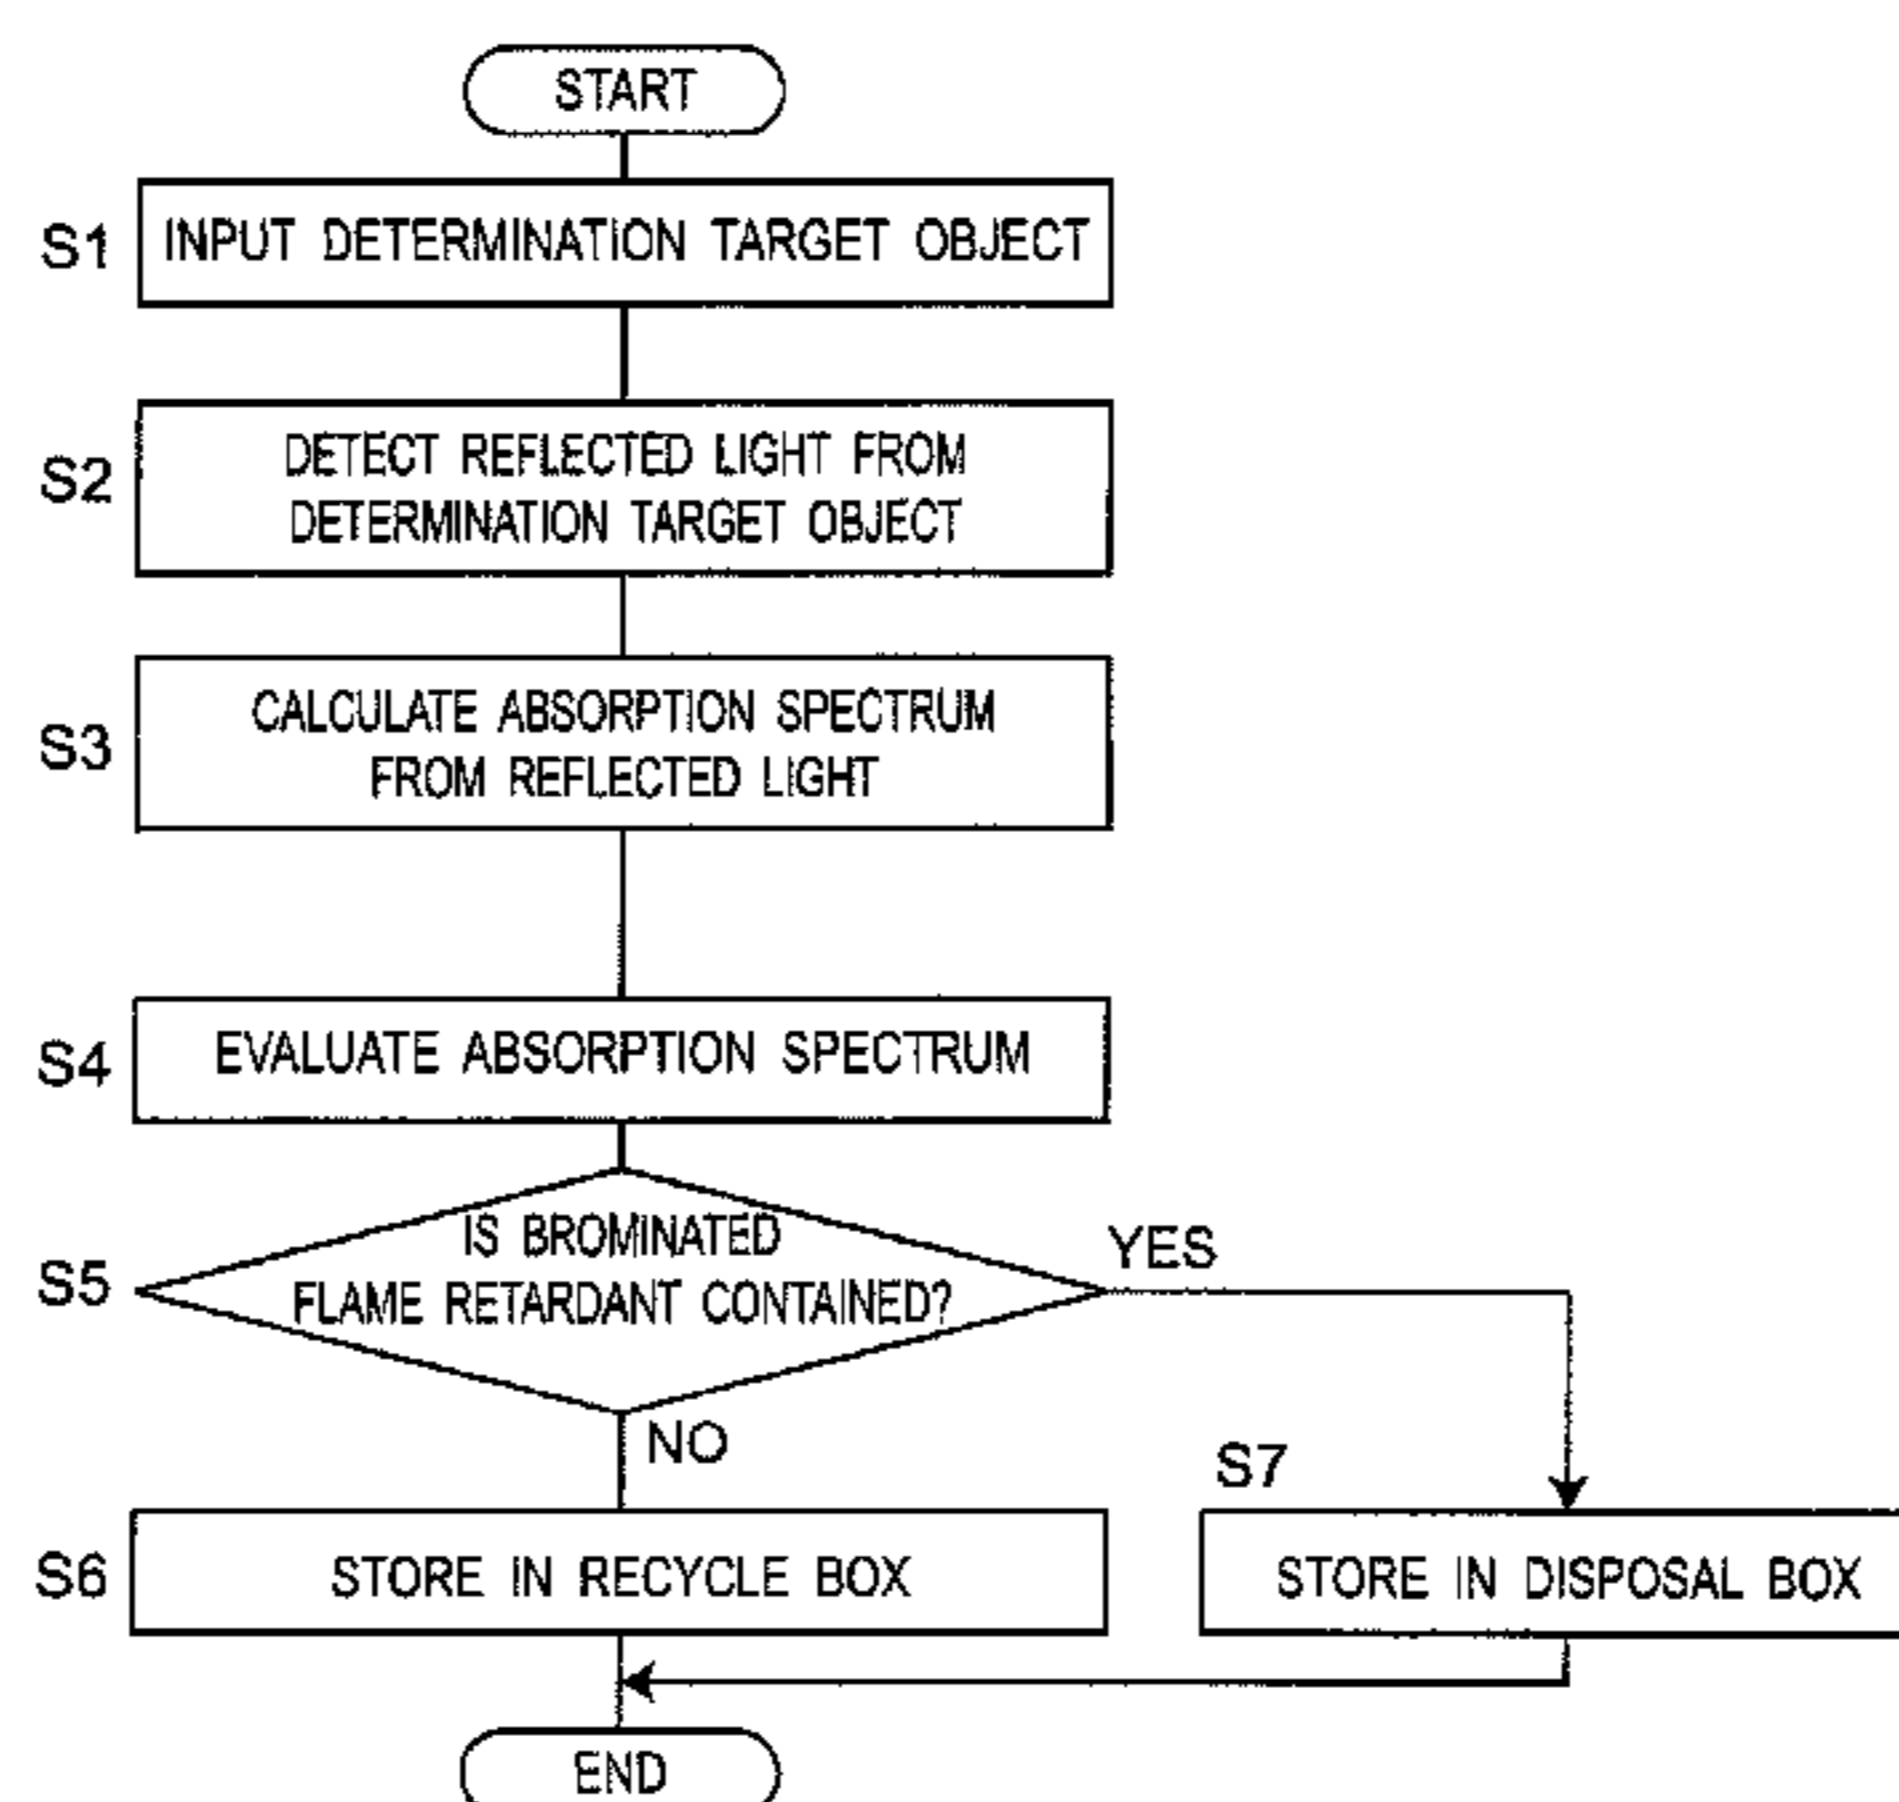 START
S1 INPUT DETERMINATION TARGET OBJECT
S2 DETECT REFLECTED LIGHT FROM
DETERMINATION TARGET OBJECT
S3 CALCULATE ABSORPTION SPECTRUM
FROM REFLECTED LIGHT
S4 EVALUATE ABSORPTION SPECTRUM
S5 IS BROMINATED
FLAME RETARDANT CONTAINED?
YES
NO
S6 STORE IN RECYCLE BOX
S7
STORE IN DISPOSAL BOX
END